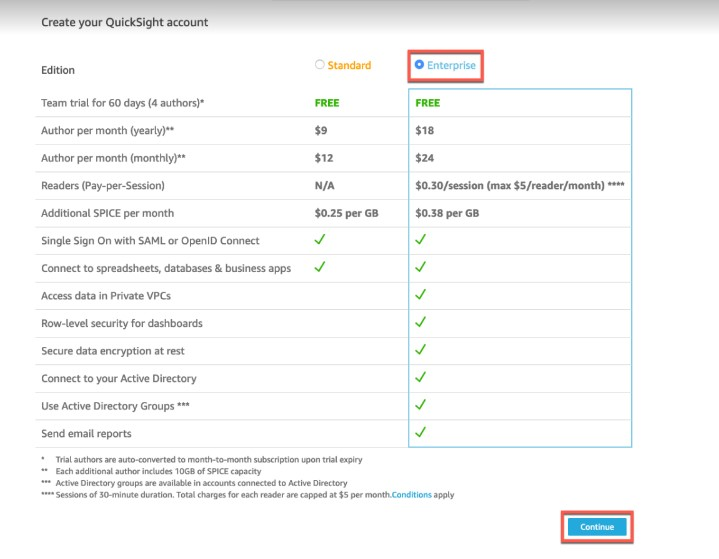 Create your QuickSight account
Edition Standard Enterprise
Team trial for 60 days (4 authors)* FREE FREE
Author per month (yearly)** $9 $18
Author per month (monthly)** $12 $24
Readers (Pay-per-Session) N/A $0.30/session (max $5/reader/month) ****
Additional SPICE per month $0.25 per GB $0.38 per GB
Single Sign On with SAML or OpenID Connect ✓ ✓
Connect to spreadsheets, databases & business apps ✓ ✓
Access data in Private VPCs ✓
Row-level security for dashboards ✓
Secure data encryption at rest ✓
Connect to your Active Directory ✓
Use Active Directory Groups *** ✓
Send email reports ✓
* Trial authors are auto-converted to month-to-month subscription upon trial expiry
** Each additional author includes 10GB of SPICE capacity
*** Active Directory groups are available in accounts connected to Active Directory
**** Sessions of 30-minute duration. Total charges for each reader are capped at $5 per month.Conditions apply
Continue